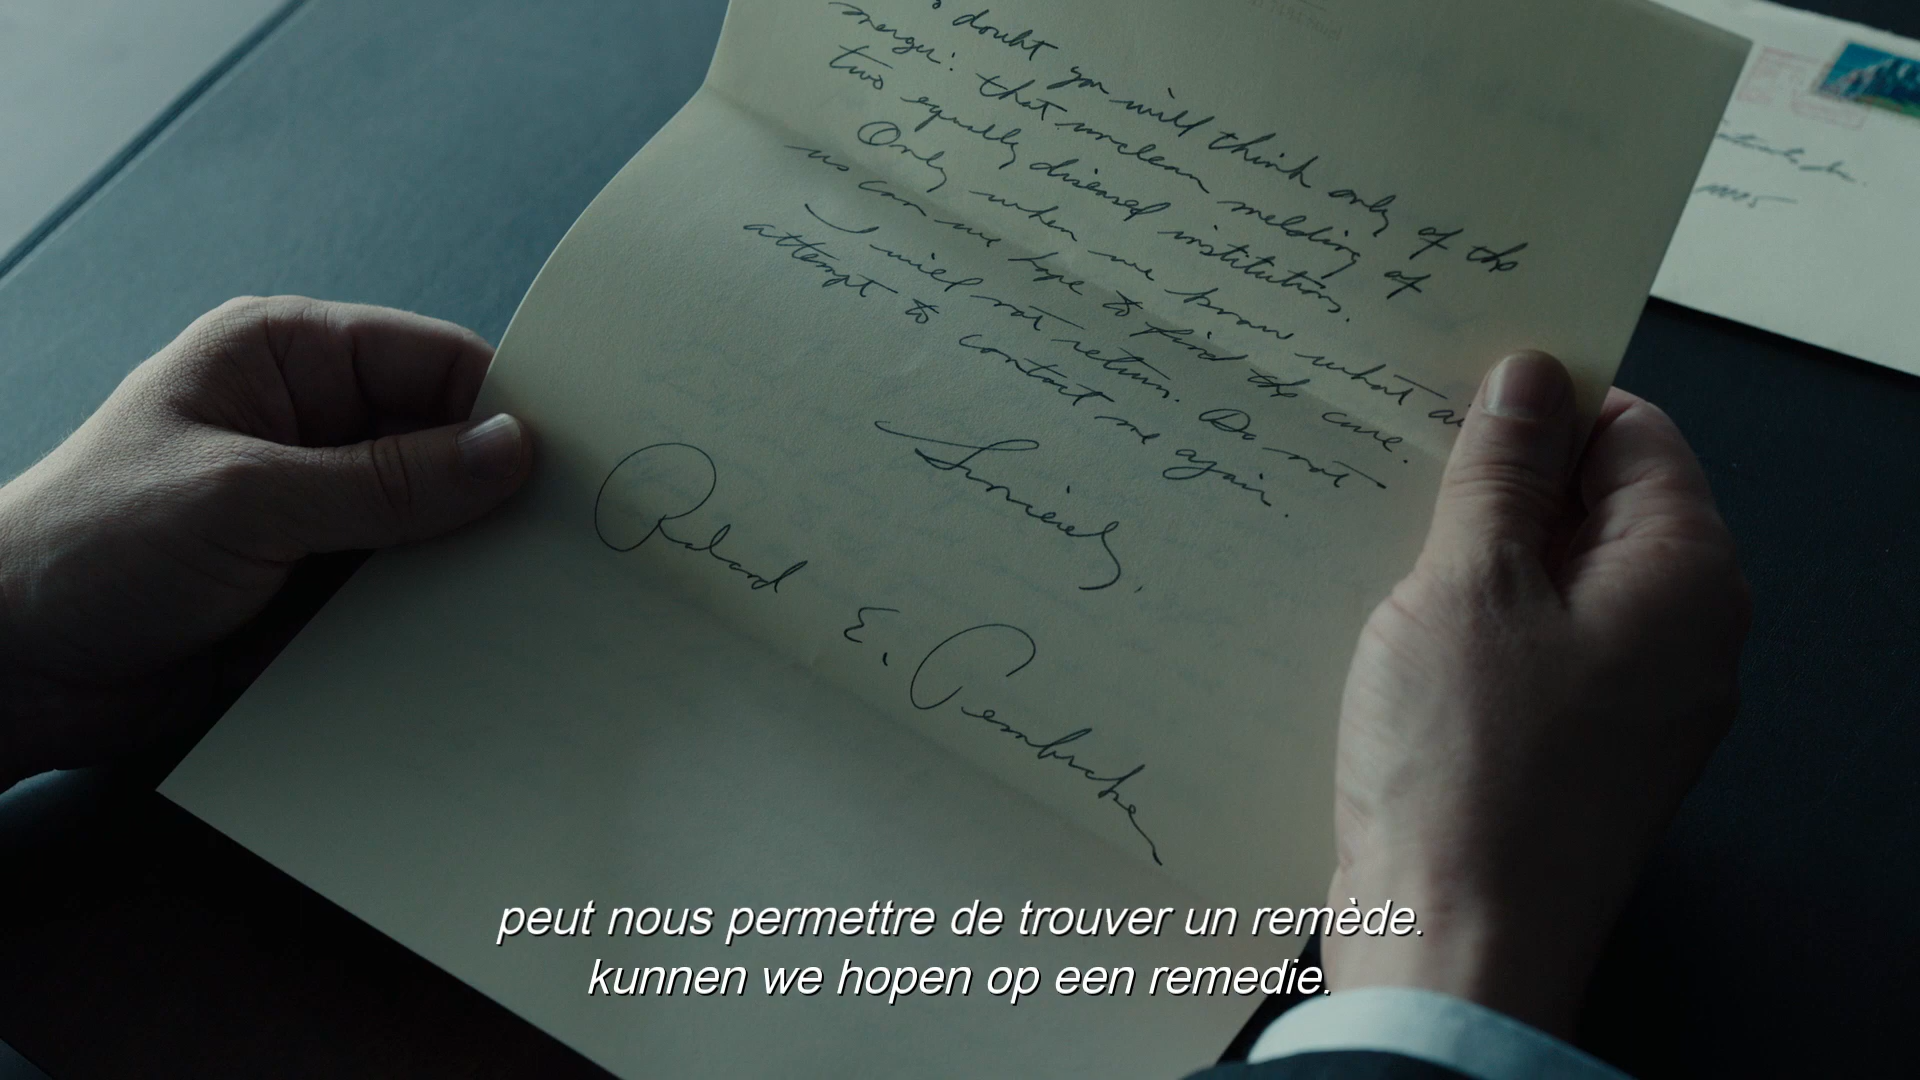 doubt you will think only of the
merger: that unclean melding of
two equally diseased institutions.
Only when we know what ai
us can we hope to find the cure.
I will not return. Do not
attempt to contact me again.
Sincerely,
Roland E. Pembroke
peut nous permettre de trouver un remède.
kunnen we hopen op een remedie.